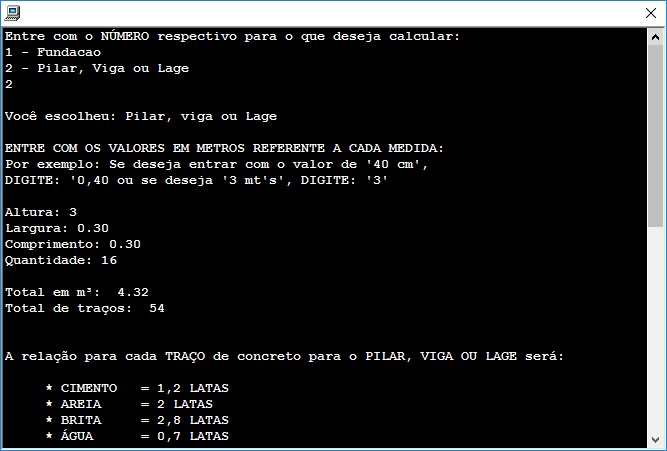 Entre com o NÚMERO respectivo para o que deseja calcular:
1 - Fundacao
2 - Pilar, Viga ou Lage
2
Você escolheu: Pilar, viga ou Lage
ENTRE COM OS VALORES EM METROS REFERENTE A CADA MEDIDA:
Por exemplo: Se deseja entrar com o valor de '40 cm',
DIGITE: '0,40 ou se deseja '3 mt's', DIGITE: '3'
Altura: 3
Largura: 0.30
Comprimento: 0.30
Quantidade: 16
Total em m³:  4.32
Total de traços:  54
A relação para cada TRAÇO de concreto para o PILAR, VIGA OU LAGE será:
* CIMENTO   = 1,2 LATAS
* AREIA     = 2 LATAS
* BRITA     = 2,8 LATAS
* ÁGUA      = 0,7 LATAS